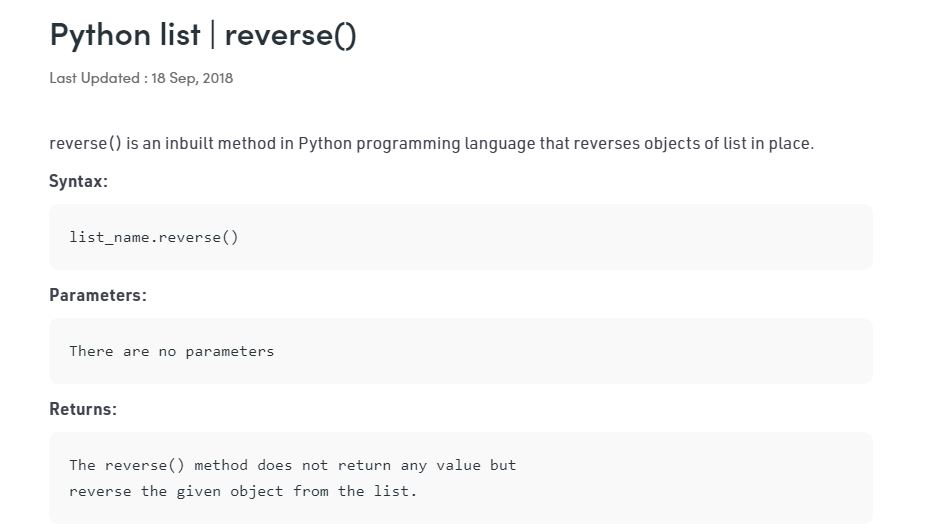 Python list | reverse()
Last Updated : 18 Sep, 2018
reverse() is an inbuilt method in Python programming language that reverses objects of list in place.
Syntax:
list_name.reverse()
Parameters:
There are no parameters
Returns:
The reverse() method does not return any value but
reverse the given object from the list.